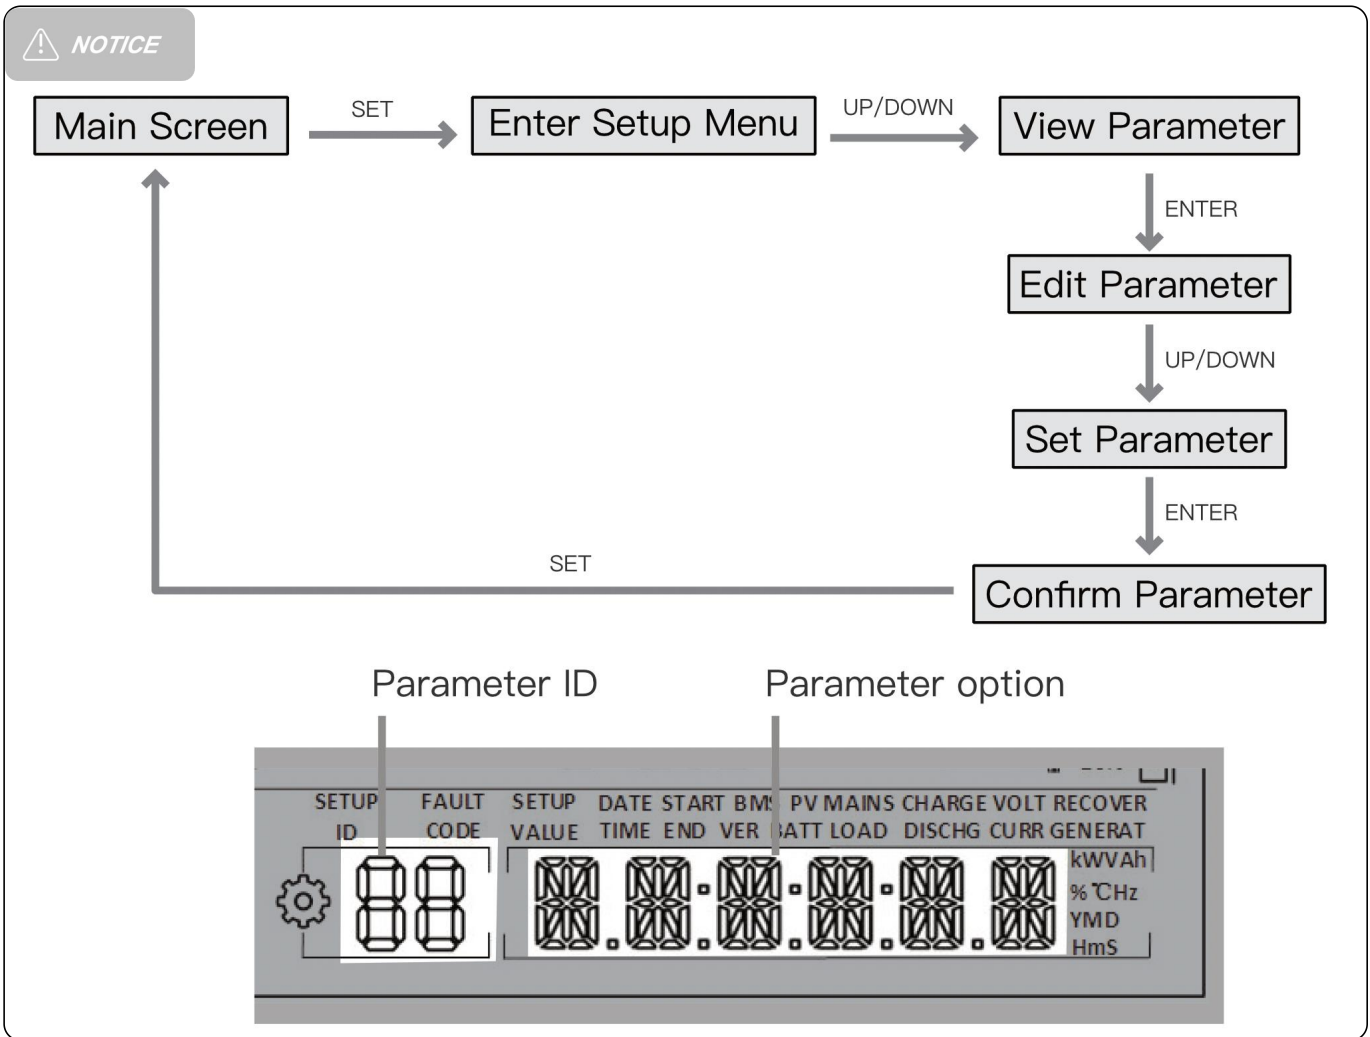 NOTICE
Main Screen
SET
Enter Setup Menu
UP/DOWN
View Parameter
ENTER
Edit Parameter
UP/DOWN
Set Parameter
ENTER
SET
Confirm Parameter
Parameter ID
Parameter option
SETUP FAULT SETUP DATE START BMS PV MAINS CHARGE VOLT RECOVER
ID CODE VALUE TIME END VER BATT LOAD DISCHG CURR GENERAT
kWVAh
% ℃Hz
YMD
HmS